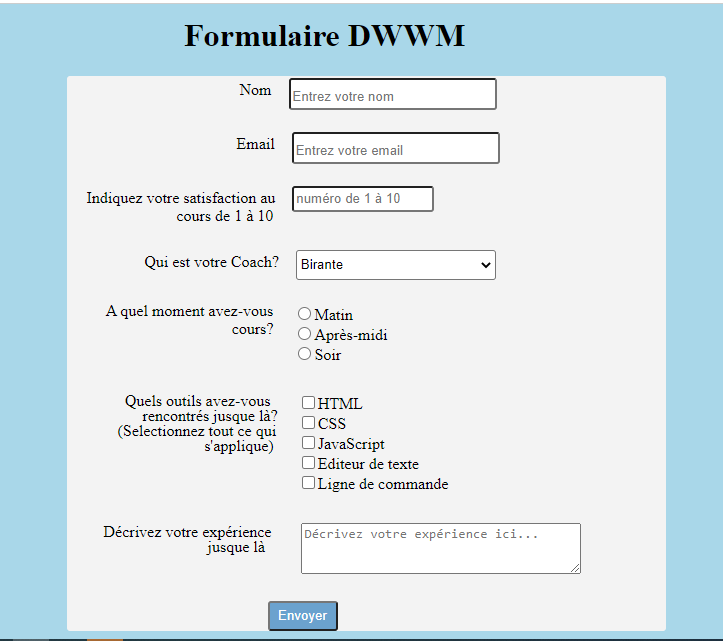 Formulaire DWWM
Nom
Entrez votre nom
Email
Entrez votre email
Indiquez votre satisfaction au
cours de 1 à 10
numéro de 1 à 10
Qui est votre Coach?
Birante
A quel moment avez-vous
cours?
Matin
Après-midi
Soir
Quels outils avez-vous
rencontrés jusque là?
(Selectionnez tout ce qui
s'applique)
HTML
CSS
JavaScript
Editeur de texte
Ligne de commande
Décrivez votre expérience
jusque là
Décrivez votre expérience ici...
Envoyer